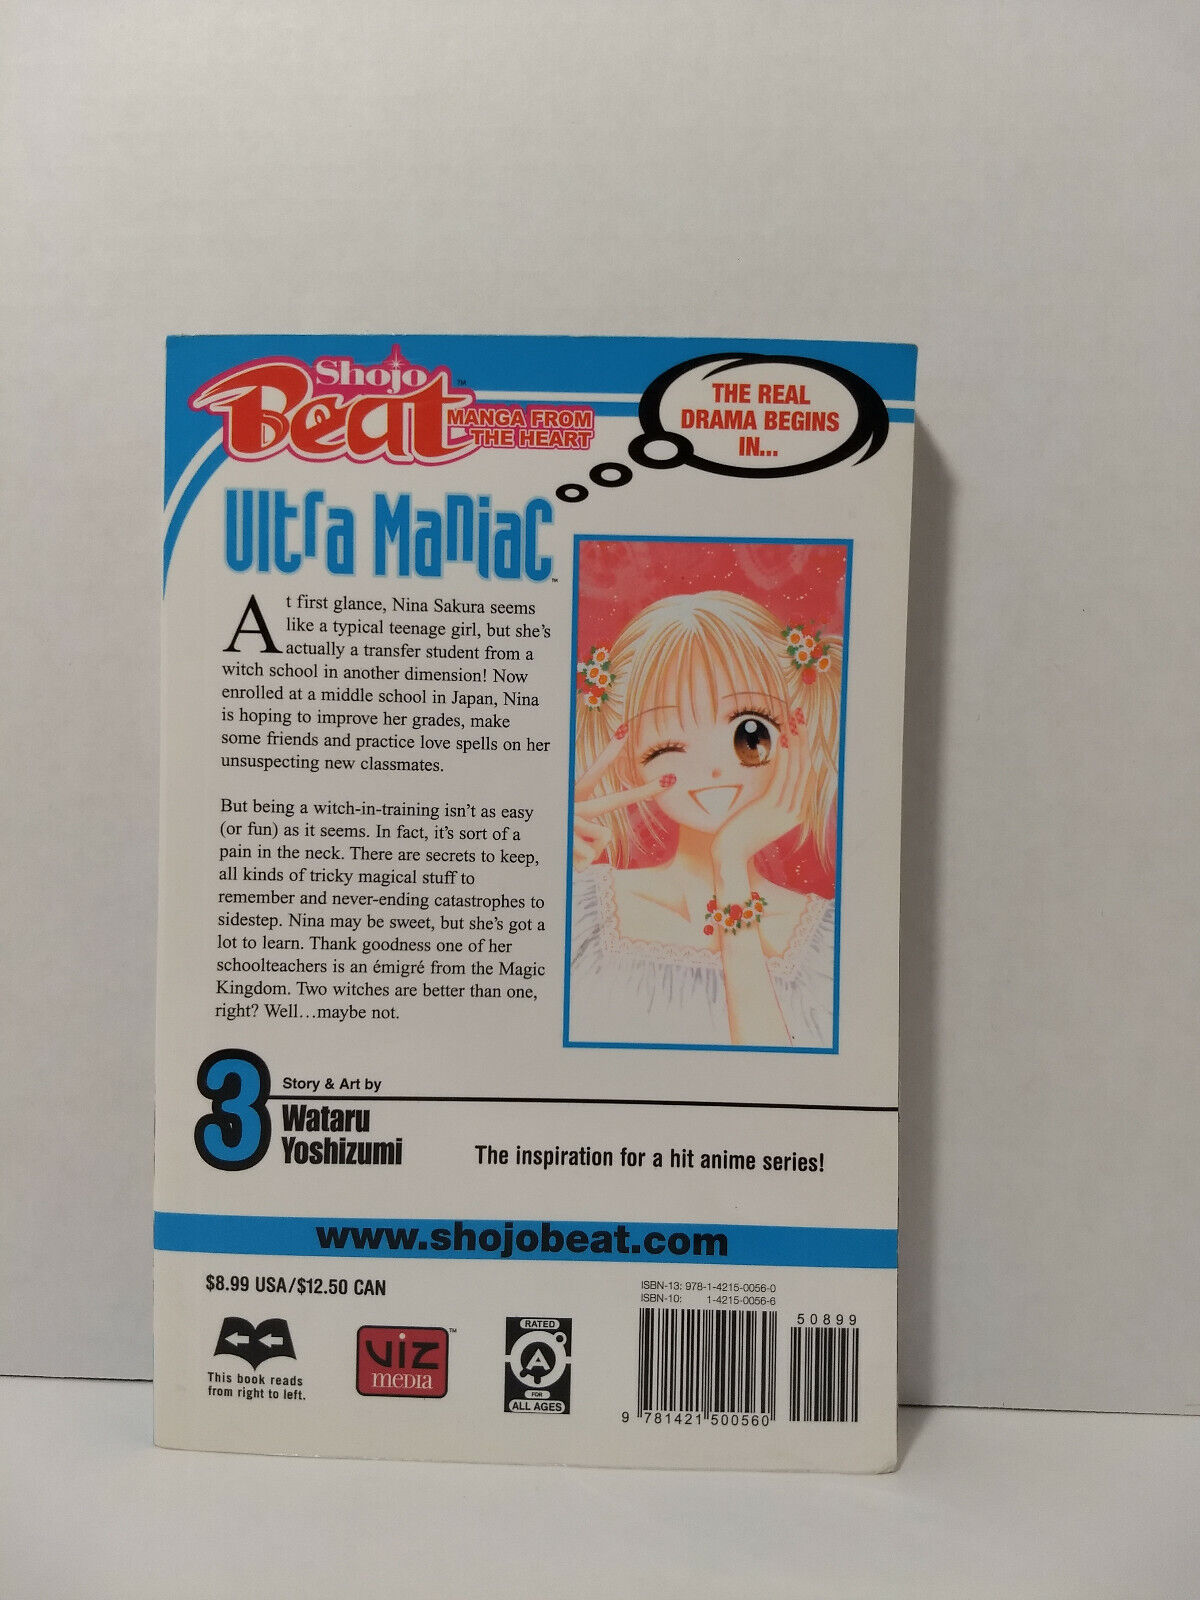 Shojo
Beat™
MANGA FROM
THE HEART
THE REAL
DRAMA BEGINS
IN...
Ultra Maniac™
At first glance, Nina Sakura seems
like a typical teenage girl, but she's
actually a transfer student from a
witch school in another dimension! Now
enrolled at a middle school in Japan, Nina
is hoping to improve her grades, make
some friends and practice love spells on her
unsuspecting new classmates.
But being a witch-in-training isn't as easy
(or fun) as it seems. In fact, it's sort of a
pain in the neck. There are secrets to keep,
all kinds of tricky magical stuff to
remember and never-ending catastrophes to
sidestep. Nina may be sweet, but she's got a
lot to learn. Thank goodness one of her
schoolteachers is an émigré from the Magic
Kingdom. Two witches are better than one,
right? Well…maybe not.
3
Story & Art by
Wataru
Yoshizumi
The inspiration for a hit anime series!
www.shojobeat.com
$8.99 USA/$12.50 CAN
This book reads
from right to left.
VIZ™
MEDIA
RATED
A
FOR
ALL AGES
ISBN-13: 978-1-4215-0056-0
ISBN-10: 1-4215-0056-6
50899
9 781421 500560